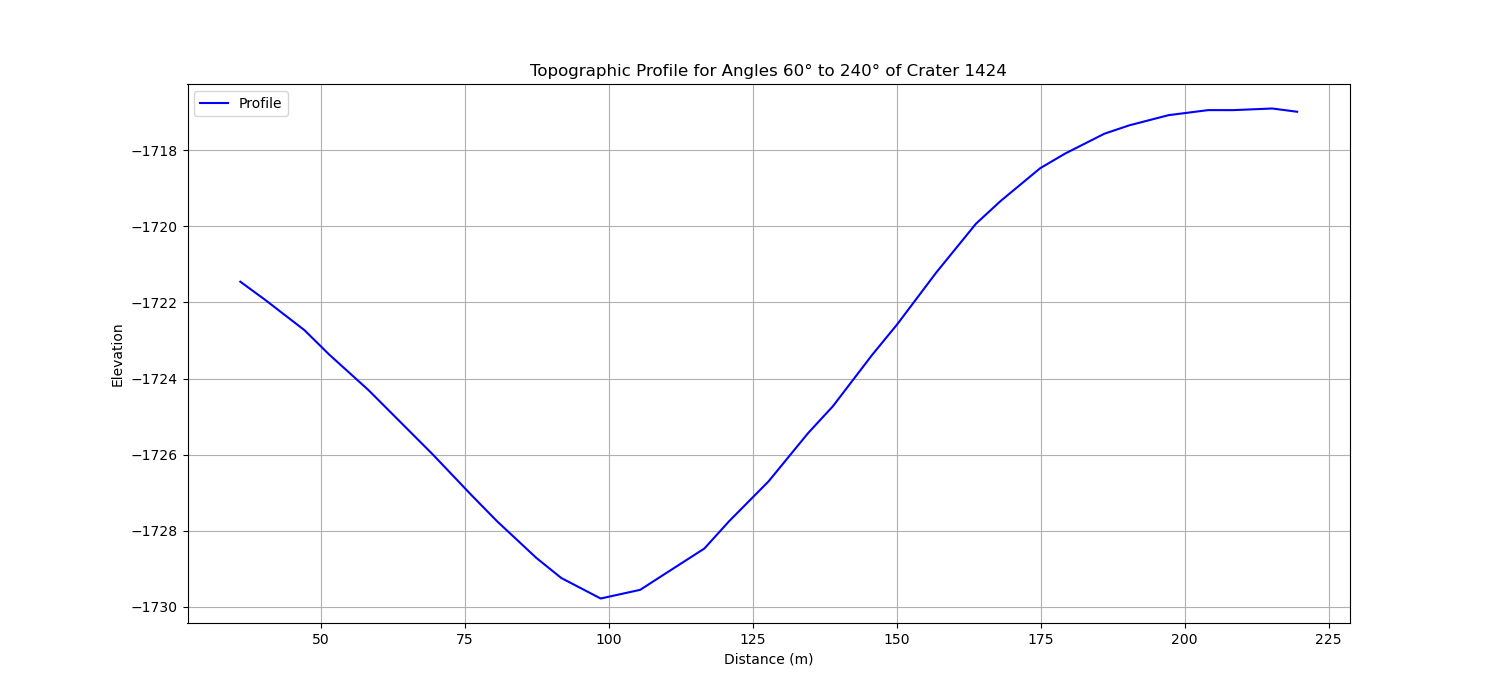 Topographic Profile for Angles 60° to 240° of Crater 1424
Profile
−1718
−1720
−1722
−1724
−1726
−1728
−1730
Elevation
50 75 100 125 150 175 200 225
Distance (m)